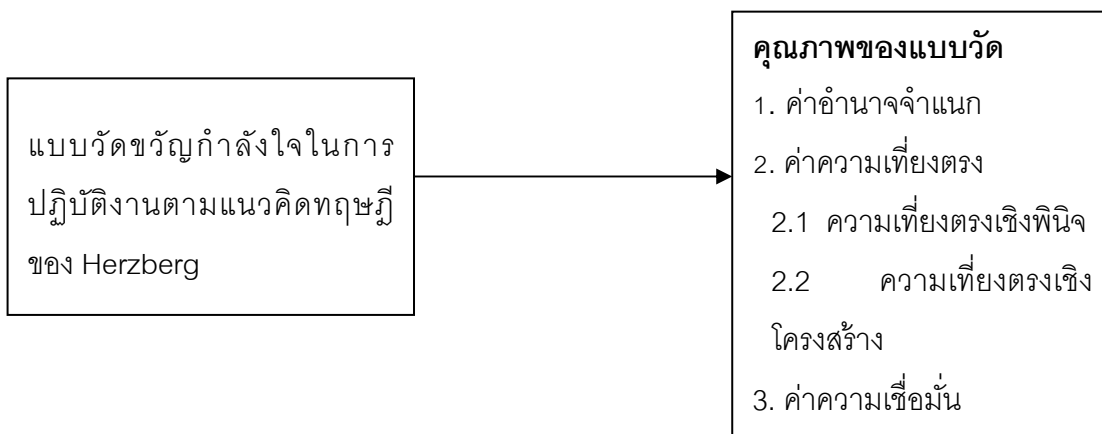 แบบวัดขวัญกำลังใจในการ
ปฏิบัติงานตามแนวคิดทฤษฎี
ของ Herzberg
คุณภาพของแบบวัด
1. ค่าอำนาจจำแนก
2. ค่าความเที่ยงตรง
2.1 ความเที่ยงตรงเชิงพินิจ
2.2 ความเที่ยงตรงเชิง
โครงสร้าง
3. ค่าความเชื่อมั่น